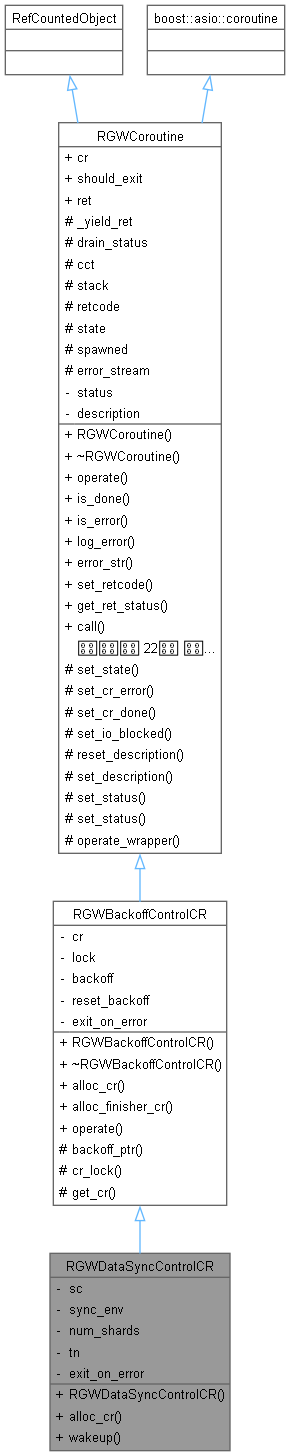 RefCountedObject
boost::asio::coroutine
RGWCoroutine
+ cr
+ should_exit
+ ret
# _yield_ret
# drain_status
# cct
# stack
# retcode
# state
# spawned
# error_stream
- status
- description
+ RGWCoroutine()
+ ~RGWCoroutine()
+ operate()
+ is_done()
+ is_error()
+ log_error()
+ error_str()
+ set_retcode()
+ get_ret_status()
+ call()
22 ...
# set_state()
# set_cr_error()
# set_cr_done()
# set_io_blocked()
# reset_description()
# set_description()
# set_status()
# set_status()
# operate_wrapper()
RGWBackoffControlCR
- cr
- lock
- backoff
- reset_backoff
- exit_on_error
+ RGWBackoffControlCR()
+ ~RGWBackoffControlCR()
+ alloc_cr()
+ alloc_finisher_cr()
+ operate()
# backoff_ptr()
# cr_lock()
# get_cr()
RGWDataSyncControlCR
- sc
- sync_env
- num_shards
- tn
- exit_on_error
+ RGWDataSyncControlCR()
+ alloc_cr()
+ wakeup()